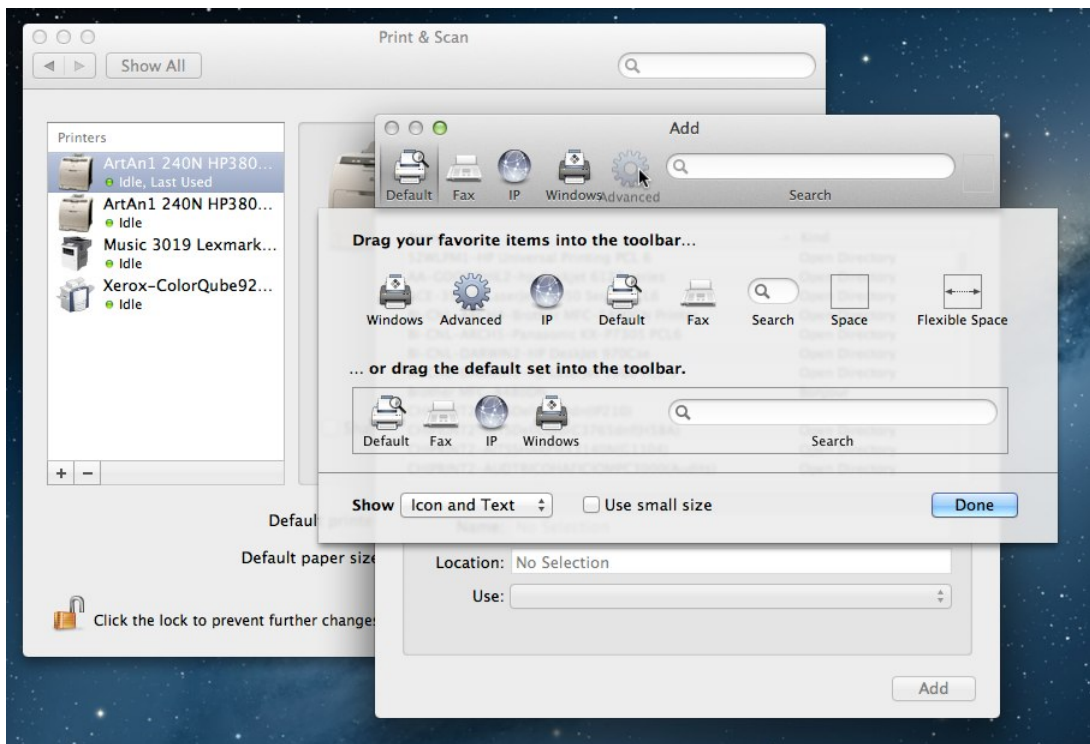 Print & Scan
Show All
Printers
ArtAn1 240N HP380...
Idle, Last Used
ArtAn1 240N HP380...
Idle
Music 3019 Lexmark...
Idle
Xerox-ColorQube92...
Idle
+ −
Default
Default paper size
Click the lock to prevent further changes
Add
Default Fax IP Windows Advanced Search
Drag your favorite items into the toolbar...
Windows Advanced IP Default Fax Search Space Flexible Space
... or drag the default set into the toolbar.
Default Fax IP Windows Search
Show Icon and Text Use small size Done
Name: No Selection
Location: No Selection
Use:
Add